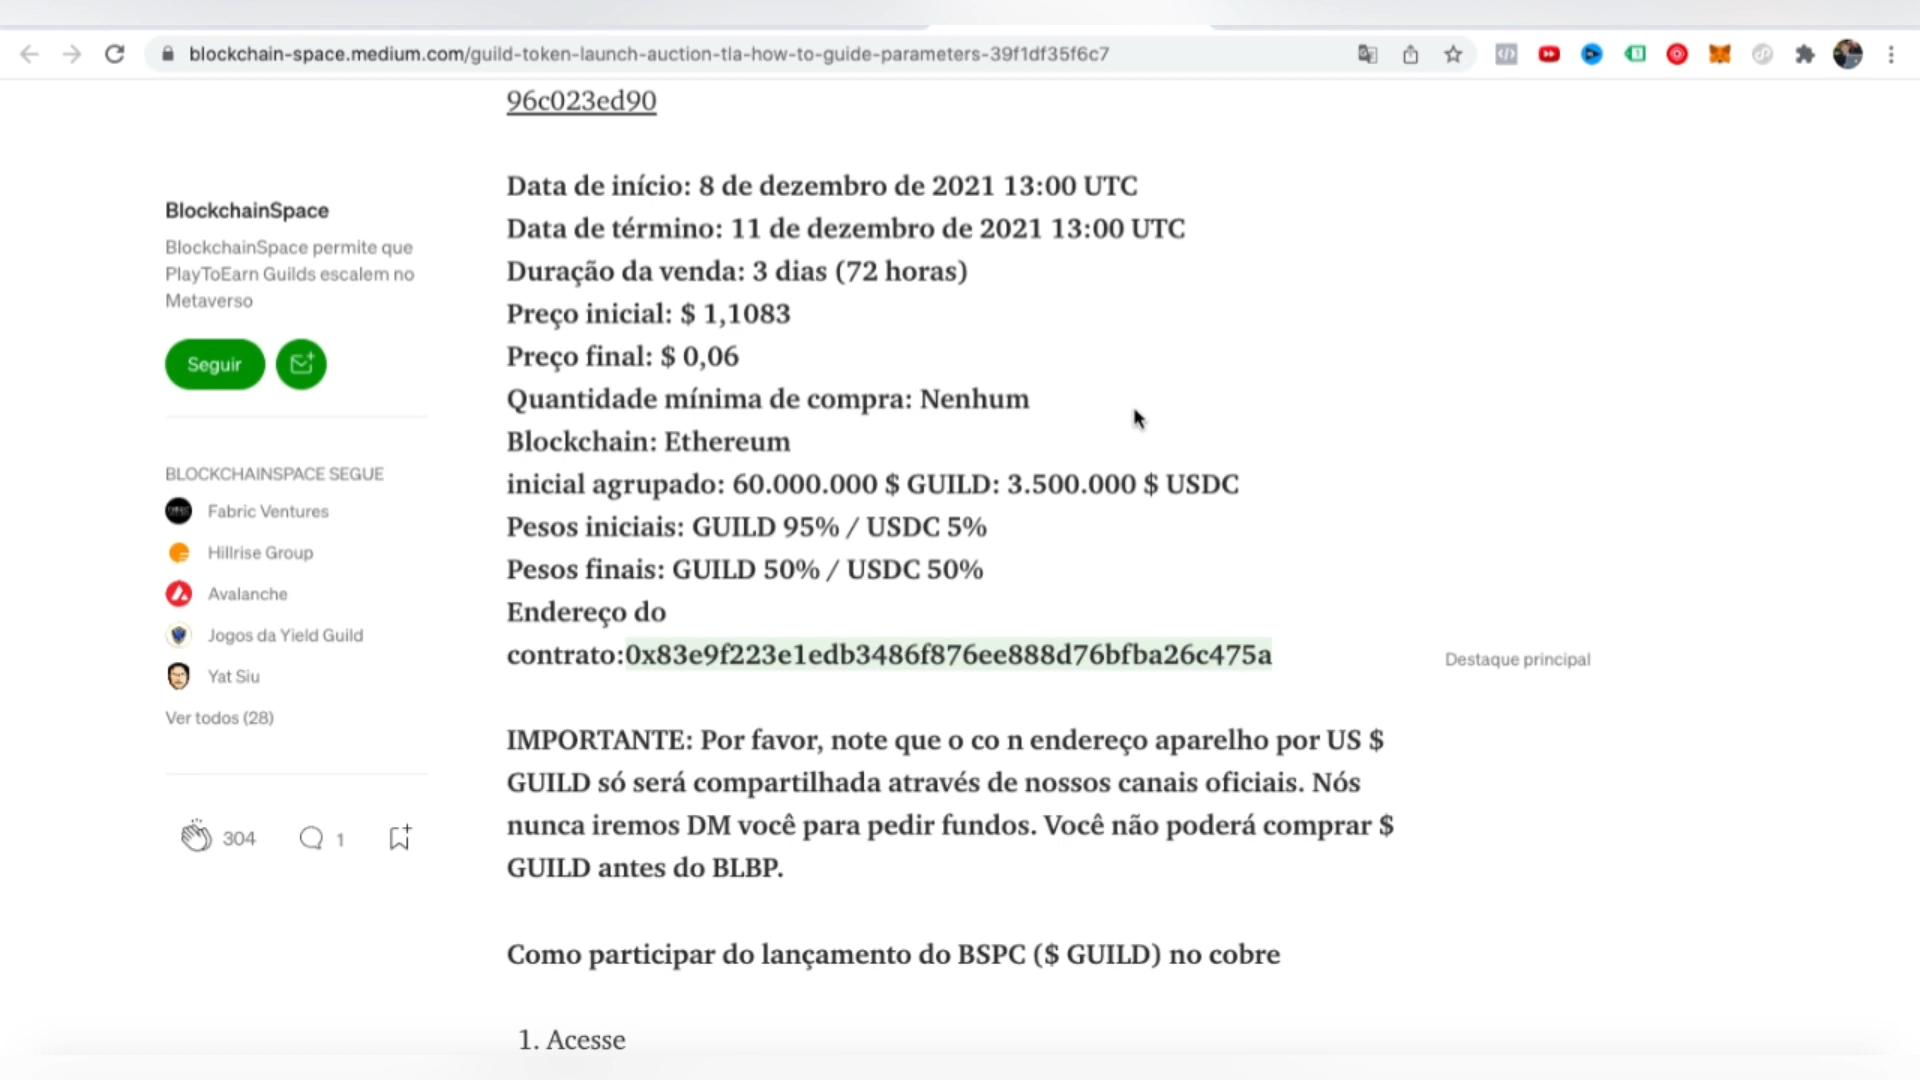 blockchain-space.medium.com/guild-token-launch-auction-tla-how-to-guide-parameters-39f1df35f6c7
96c023ed90
BlockchainSpace
BlockchainSpace permite que
PlayToEarn Guilds escalem no
Metaverso
Seguir
BLOCKCHAINSPACE SEGUE
Fabric Ventures
Hillrise Group
Avalanche
Jogos da Yield Guild
Yat Siu
Ver todos (28)
304
1
Data de início: 8 de dezembro de 2021 13:00 UTC
Data de término: 11 de dezembro de 2021 13:00 UTC
Duração da venda: 3 dias (72 horas)
Preço inicial: $ 1,1083
Preço final: $ 0,06
Quantidade mínima de compra: Nenhum
Blockchain: Ethereum
inicial agrupado: 60.000.000 $ GUILD: 3.500.000 $ USDC
Pesos iniciais: GUILD 95% / USDC 5%
Pesos finais: GUILD 50% / USDC 50%
Endereço do
contrato:0x83e9f223e1edb3486f876ee888d76bfba26c475a
Destaque principal
IMPORTANTE: Por favor, note que o co n endereço aparelho por US $
GUILD só será compartilhada através de nossos canais oficiais. Nós
nunca iremos DM você para pedir fundos. Você não poderá comprar $
GUILD antes do BLBP.
Como participar do lançamento do BSPC ($ GUILD) no cobre
1. Acesse